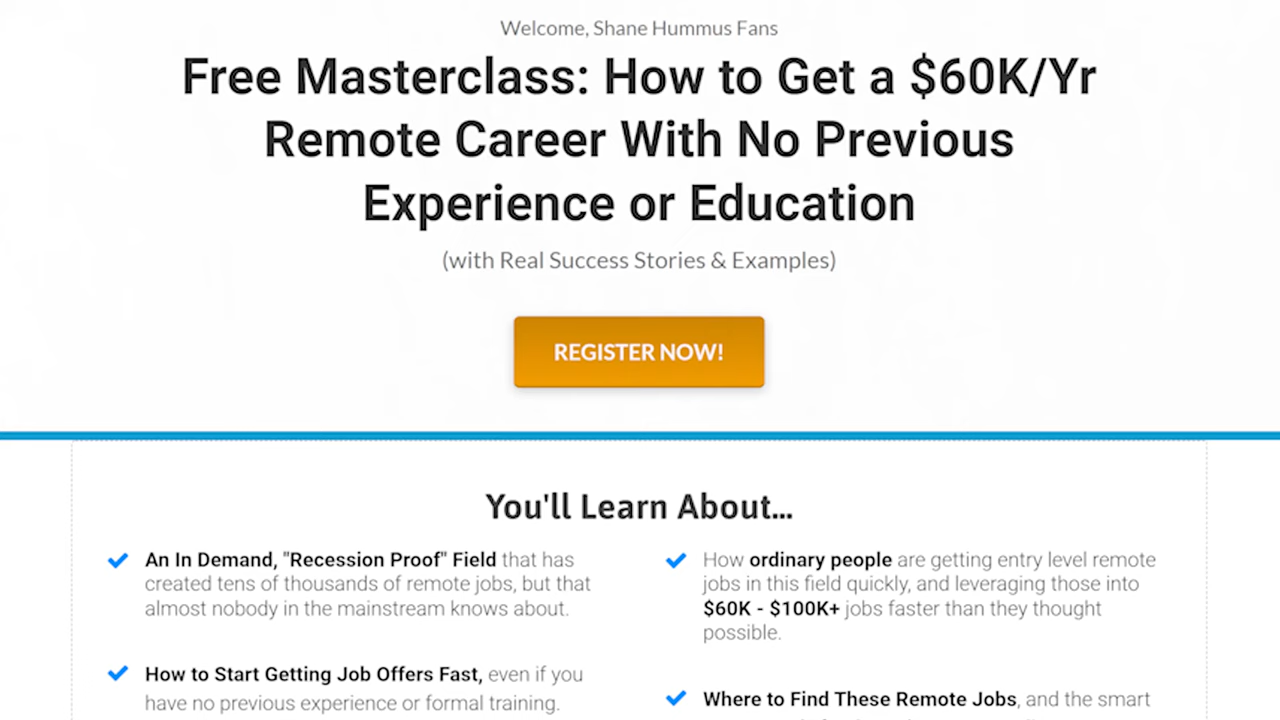 Welcome, Shane Hummus Fans
Free Masterclass: How to Get a $60K/Yr
Remote Career With No Previous
Experience or Education
(with Real Success Stories & Examples)
REGISTER NOW!
You'll Learn About...
An In Demand, "Recession Proof" Field that has
created tens of thousands of remote jobs, but that
almost nobody in the mainstream knows about.
How to Start Getting Job Offers Fast, even if you
have no previous experience or formal training.
How ordinary people are getting entry level remote
jobs in this field quickly, and leveraging those into
$60K - $100K+ jobs faster than they thought
possible.
Where to Find These Remote Jobs, and the smart